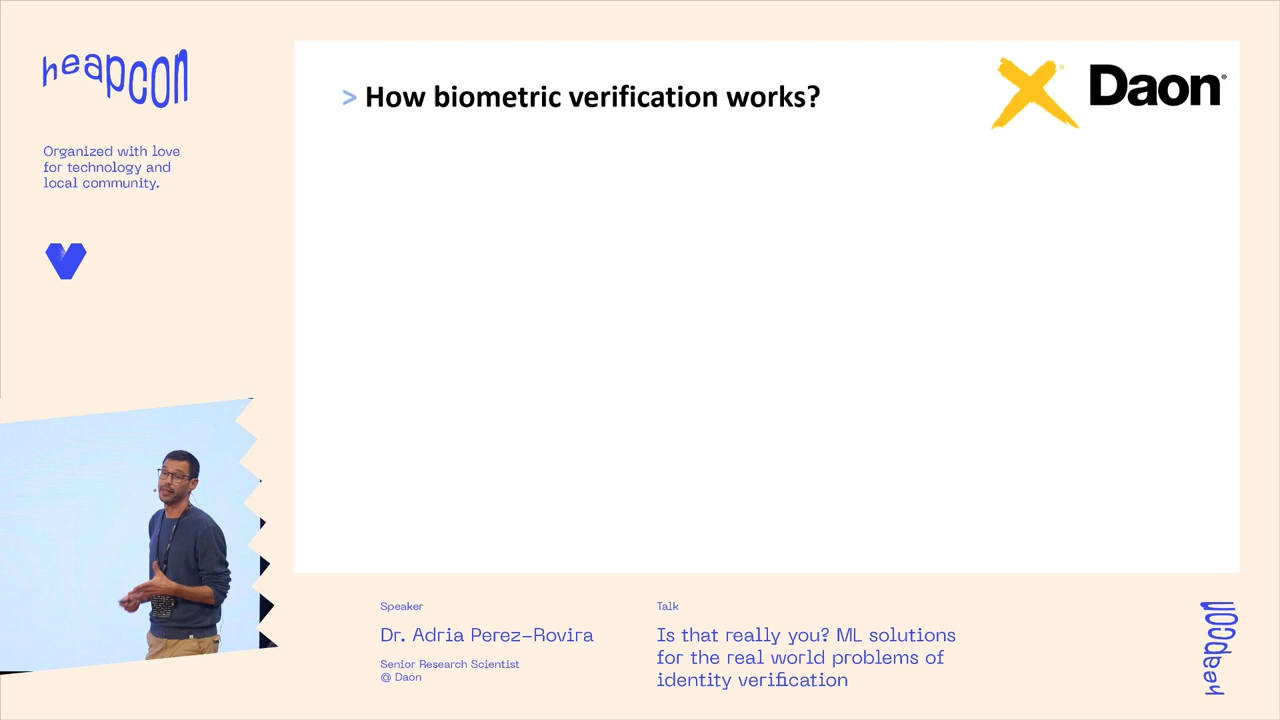 heapcon
Organized with love
for technology and
local community.
> How biometric verification works?
Daon®
Speaker
Dr. Adria Perez-Rovira
Senior Research Scientist
@ Daon
Talk
Is that really you? ML solutions
for the real world problems of
identity verification
heapcon